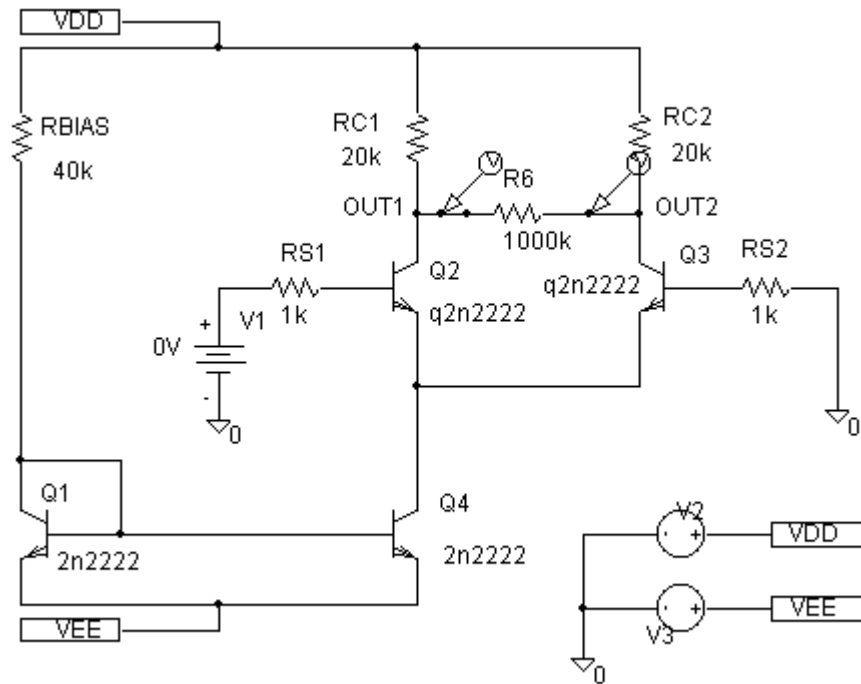 VDD
RBIAS
40k
RC1
20k
RC2
20k
V
V
R6
1000k
OUT1
OUT2
RS1
1k
Q2
q2n2222
Q3
q2n2222
RS2
1k
+
V1
0V
-
0
0
Q1
2n2222
Q4
2n2222
VEE
V2
- +
VDD
V3
- +
VEE
0